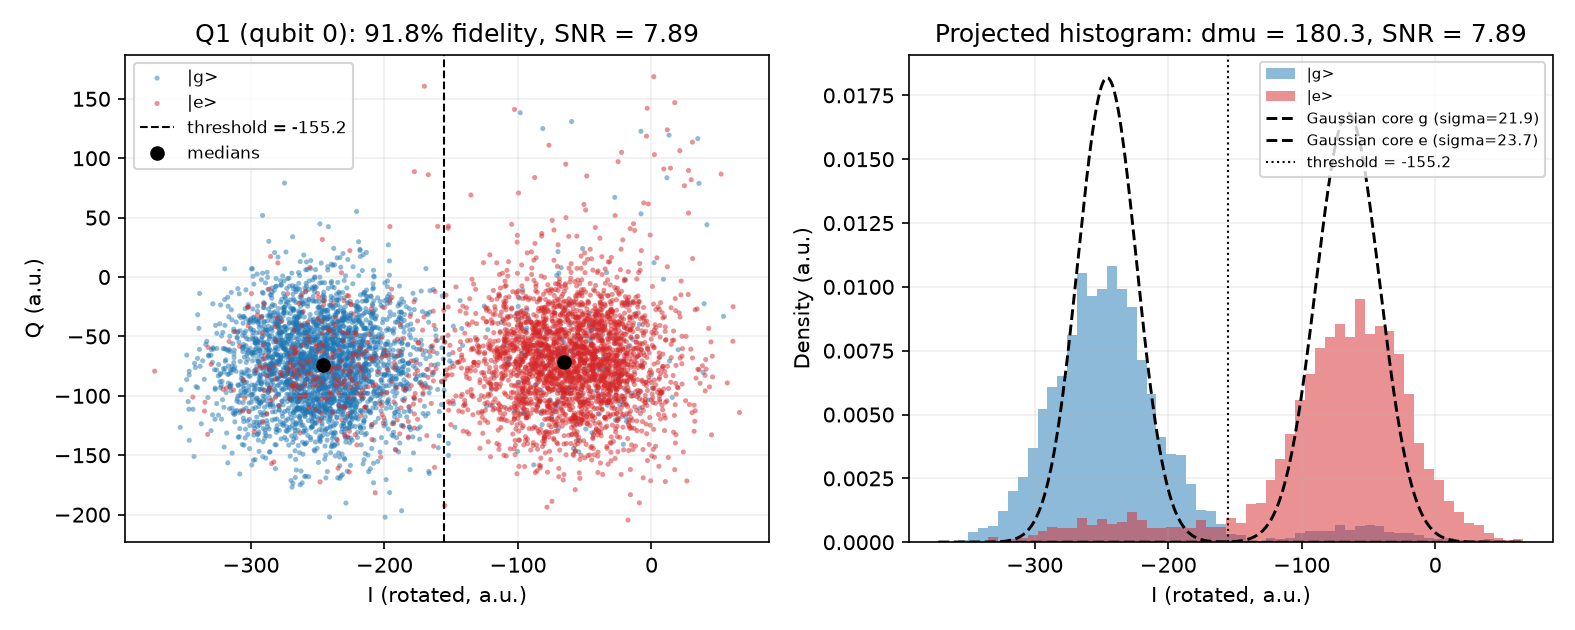 Q1 (qubit 0): 91.8% fidelity, SNR = 7.89
|g>
|e>
threshold = -155.2
medians
150
100
50
0
−50
−100
−150
−200
Q (a.u.)
−300
−200
−100
0
I (rotated, a.u.)
Projected histogram: dmu = 180.3, SNR = 7.89
|g>
|e>
Gaussian core g (sigma=21.9)
Gaussian core e (sigma=23.7)
threshold = -155.2
0.0175
0.0150
0.0125
0.0100
0.0075
0.0050
0.0025
0.0000
Density (a.u.)
−300
−200
−100
0
I (rotated, a.u.)